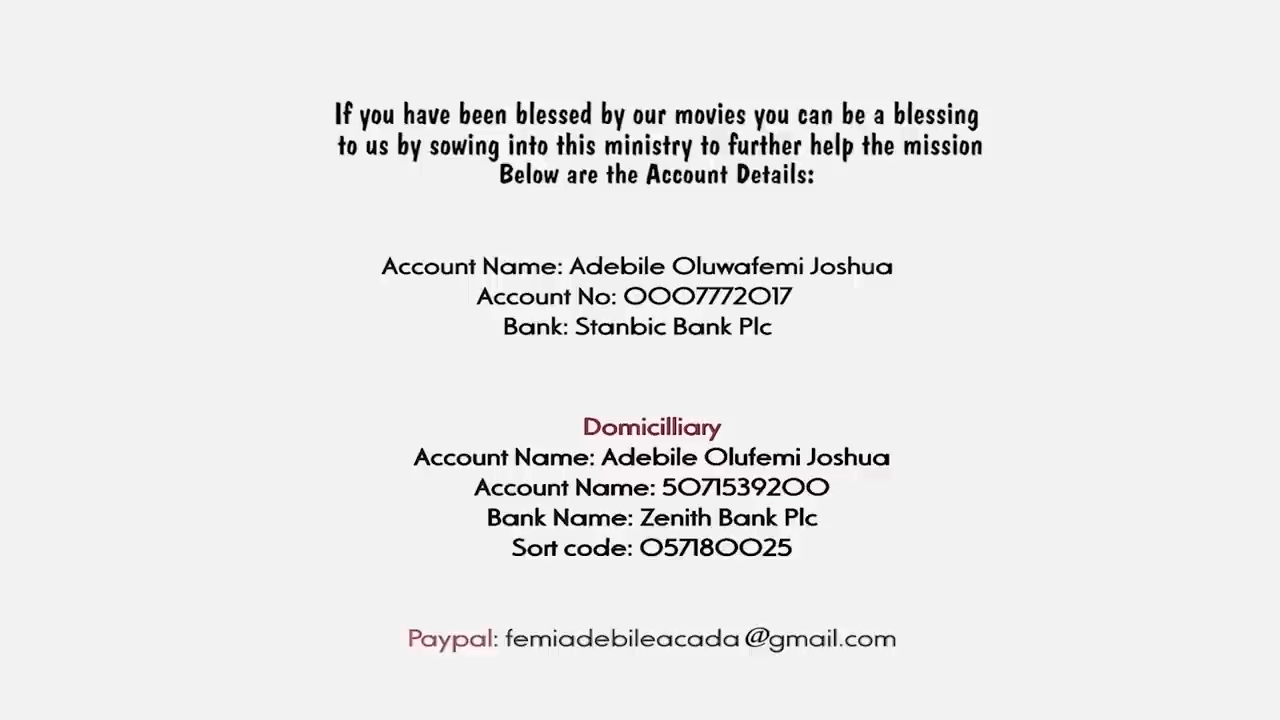 If you have been blessed by our movies you can be a blessing
to us by sowing into this ministry to further help the mission
Below are the Account Details:
Account Name: Adebile Oluwafemi Joshua
Account No: 0007772017
Bank: Stanbic Bank Plc
Domicilliary
Account Name: Adebile Olufemi Joshua
Account Name: 5071539200
Bank Name: Zenith Bank Plc
Sort code: 057180025
Paypal: femiadebileacada@gmail.com